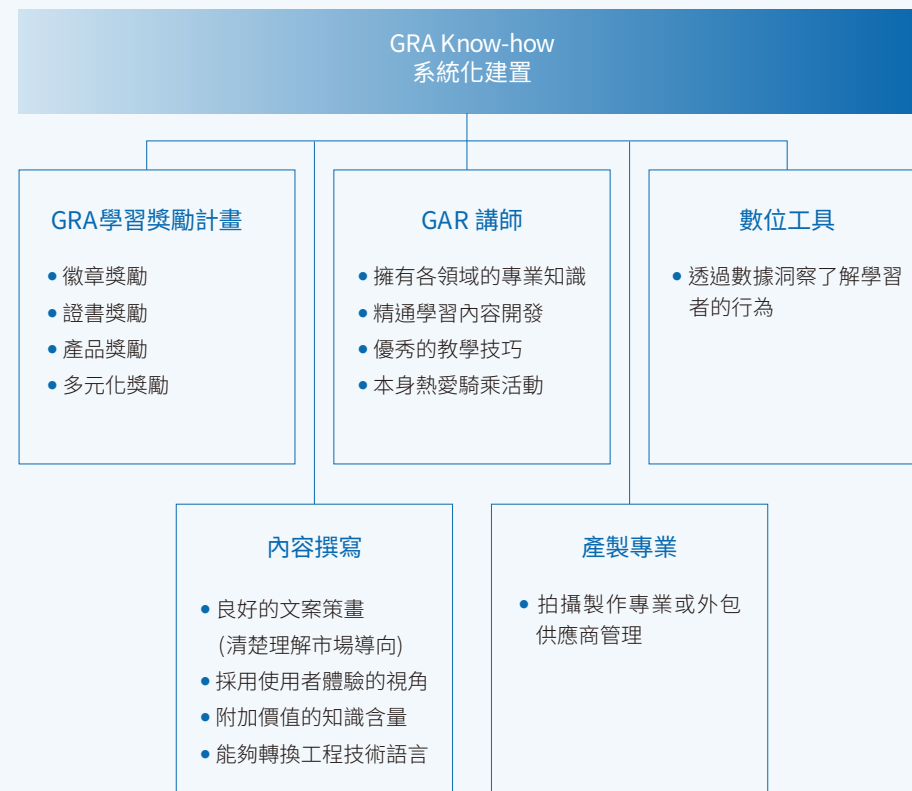 GRA Know-how
系統化建置
GRA學習獎勵計畫
• 徽章獎勵
• 證書獎勵
• 產品獎勵
• 多元化獎勵
GAR 講師
• 擁有各領域的專業知識
• 精通學習內容開發
• 優秀的教學技巧
• 本身熱愛騎乘活動
數位工具
• 透過數據洞察了解學習
者的行為
內容撰寫
• 良好的文案策畫
(清楚理解市場導向)
• 採用使用者體驗的視角
• 附加價值的知識含量
• 能夠轉換工程技術語言
產製專業
• 拍攝製作專業或外包
供應商管理